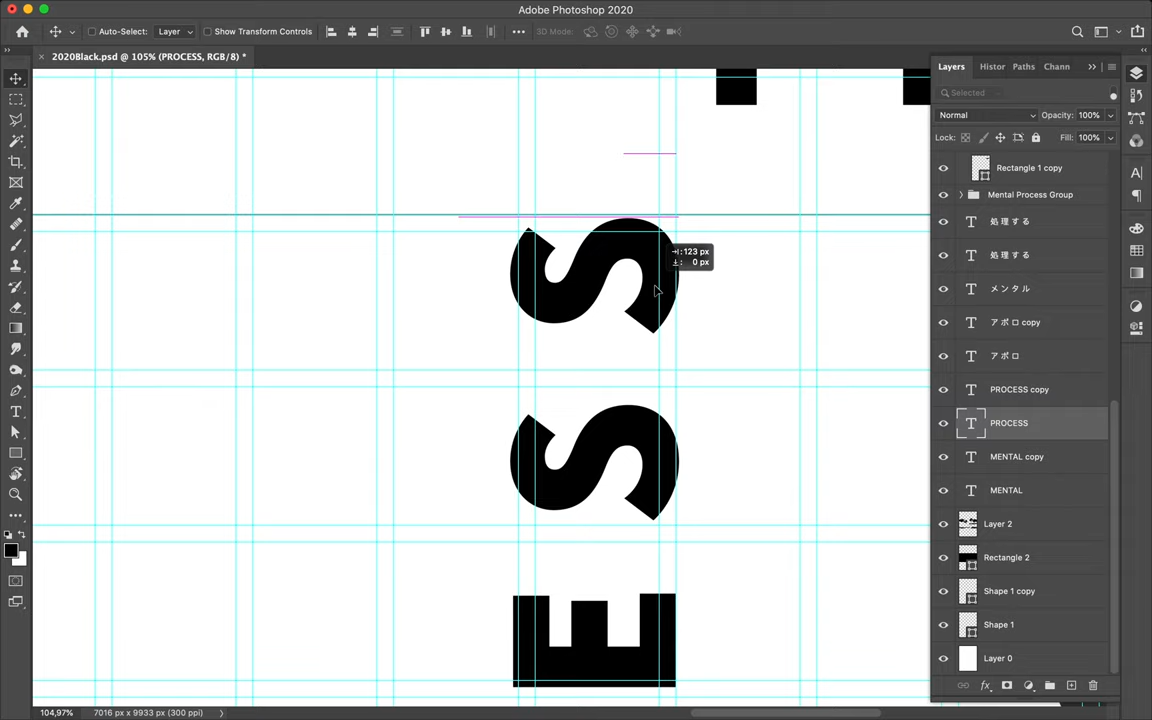 Adobe Photoshop 2020
Auto-Select:
Layer
Show Transform Controls
3D Mode:
2020Black.psd @ 105% (PROCESS, RGB/8) *
Layers
Histor
Paths
Chann
Selected
Normal
Opacity: 100%
Lock:
Fill: 100%
Rectangle 1 copy
Mental Process Group
処理する
処理する
メンタル
アポロ copy
アポロ
PROCESS copy
PROCESS
MENTAL copy
MENTAL
Layer 2
Rectangle 2
Shape 1 copy
Shape 1
Layer 0
: 123 px
: 0 px
ESS
104,97%
7016 px x 9933 px (300 ppi)